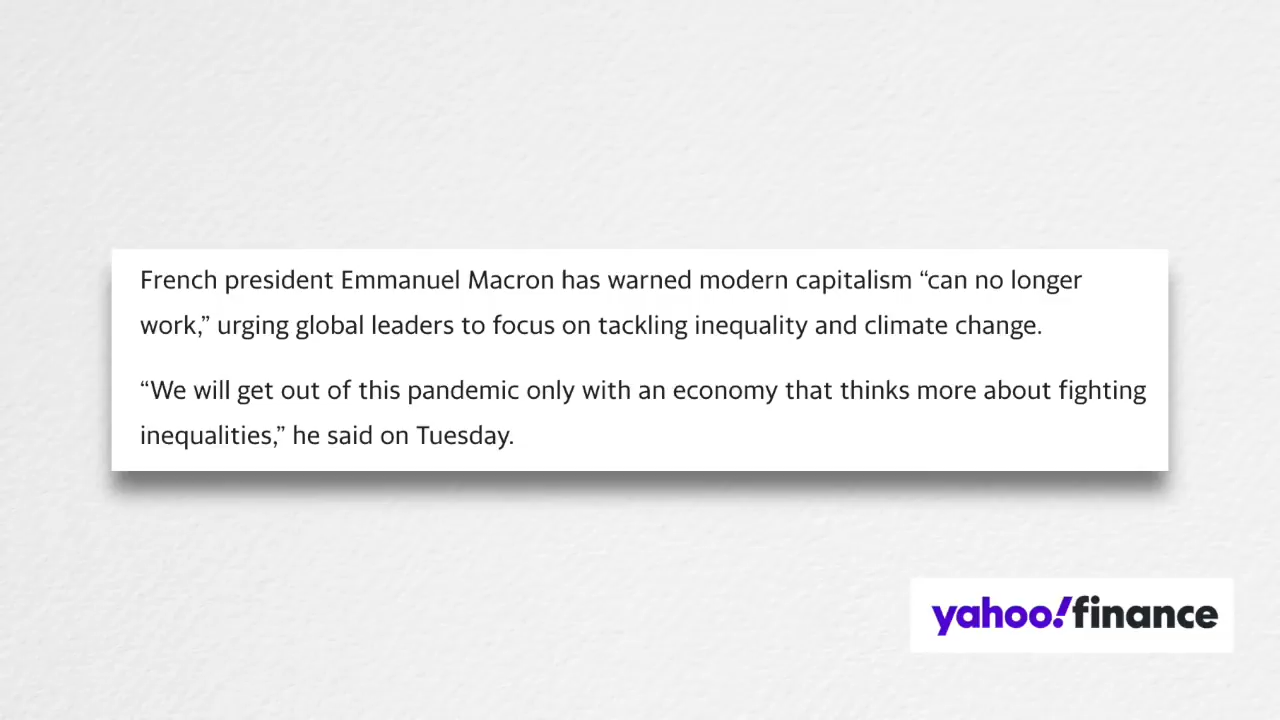 French president Emmanuel Macron has warned modern capitalism “can no longer
work,” urging global leaders to focus on tackling inequality and climate change.
“We will get out of this pandemic only with an economy that thinks more about fighting
inequalities,” he said on Tuesday.
yahoo!finance